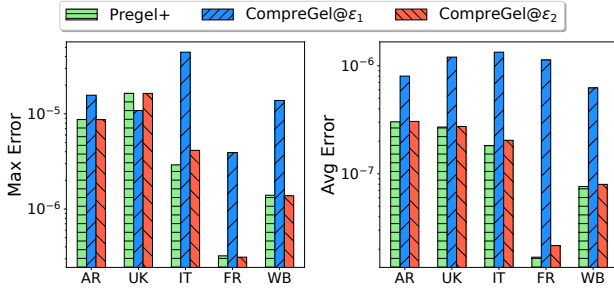 Pregel+ CompreGel@ε₁ CompreGel@ε₂
Max Error
10⁻⁵
10⁻⁶
AR UK IT FR WB
Avg Error
10⁻⁶
10⁻⁷
AR UK IT FR WB